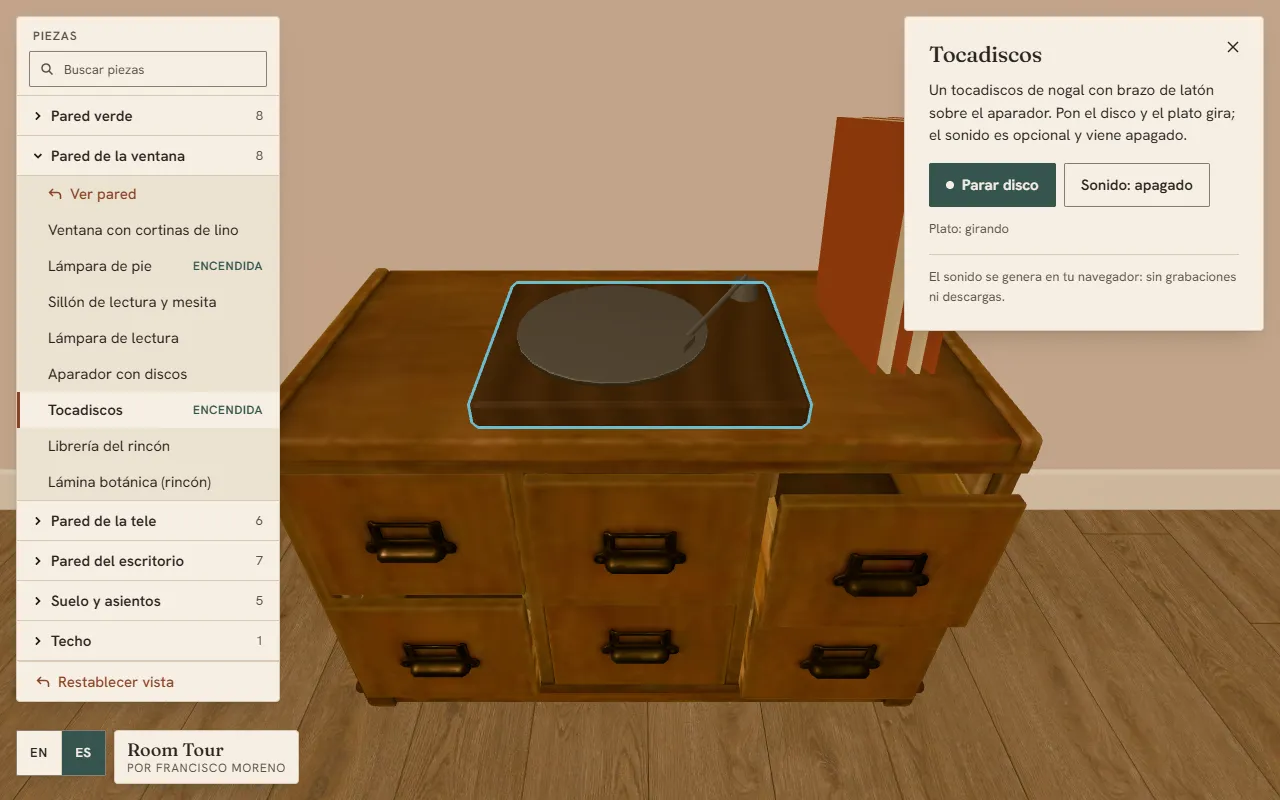 PIEZAS
Buscar piezas
Pared verde 8
Pared de la ventana 8
Ver pared
Ventana con cortinas de lino
Lámpara de pie ENCENDIDA
Sillón de lectura y mesita
Lámpara de lectura
Aparador con discos
Tocadiscos ENCENDIDA
Librería del rincón
Lámina botánica (rincón)
Pared de la tele 6
Pared del escritorio 7
Suelo y asientos 5
Techo 1
Restablecer vista
EN ES
Room Tour
POR FRANCISCO MORENO
Tocadiscos
Un tocadiscos de nogal con brazo de latón
sobre el aparador. Pon el disco y el plato gira;
el sonido es opcional y viene apagado.
Parar disco
Sonido: apagado
Plato: girando
El sonido se genera en tu navegador: sin grabaciones
ni descargas.